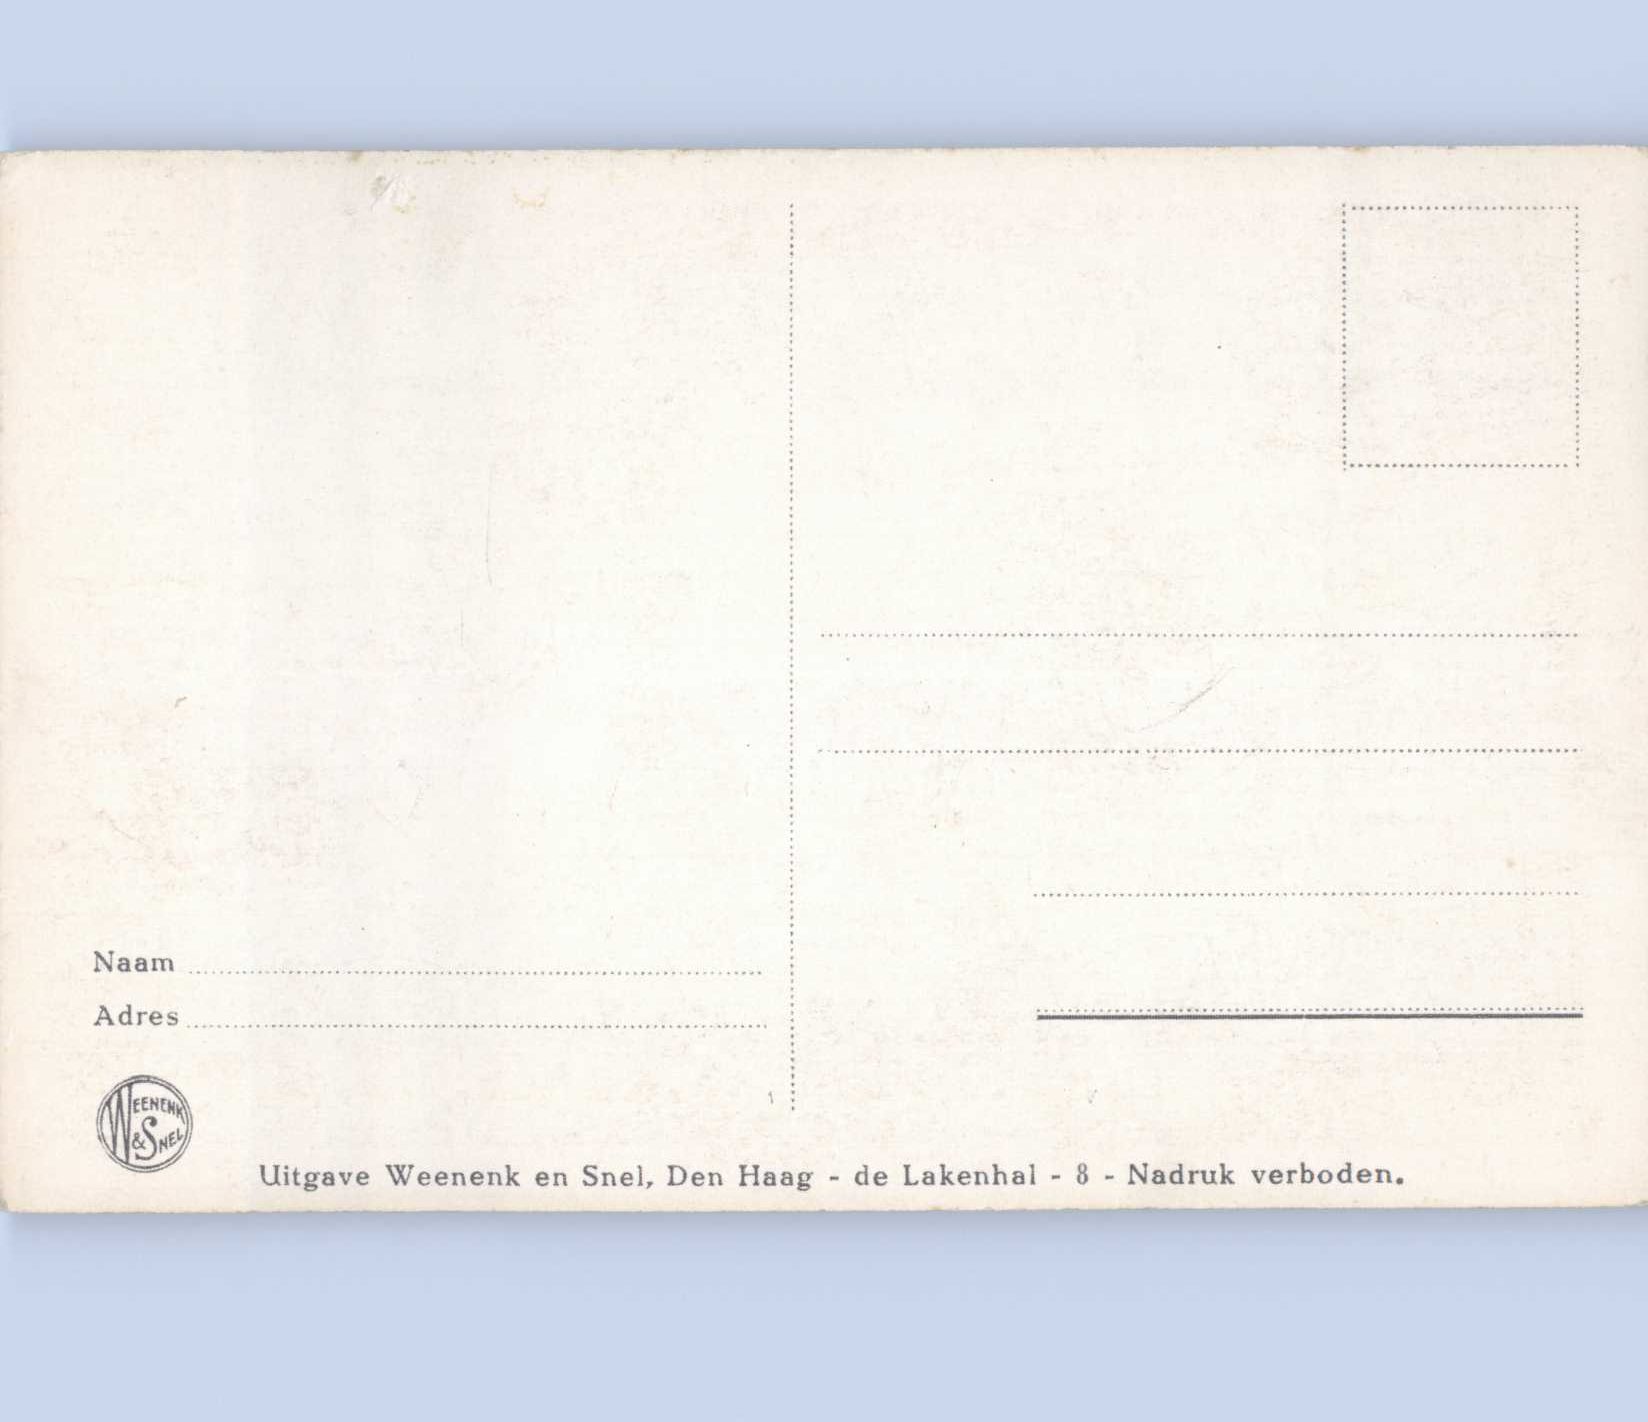 Naam
Adres
WEENENK
& SNEL
Uitgave Weenenk en Snel, Den Haag - de Lakenhal - 8 - Nadruk verboden.